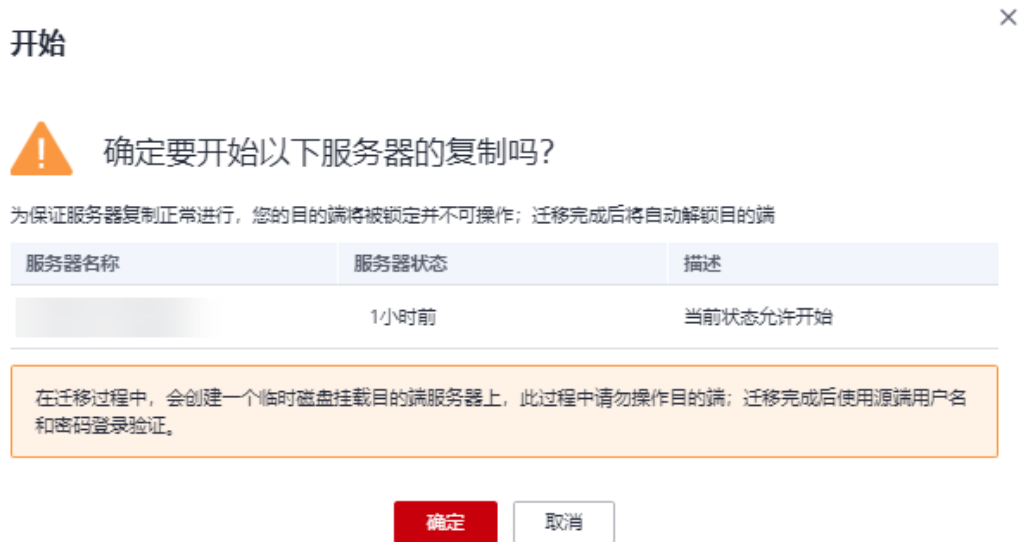 开始
确定要开始以下服务器的复制吗?
为保证服务器复制正常进行，您的目的端将被锁定并不可操作；迁移完成后将自动解锁目的端
服务器名称 服务器状态 描述
1小时前 当前状态允许开始
在迁移过程中，会创建一个临时磁盘挂载目的端服务器上，此过程中请勿操作目的端；迁移完成后使用源端用户名
和密码登录验证。
确定 取消